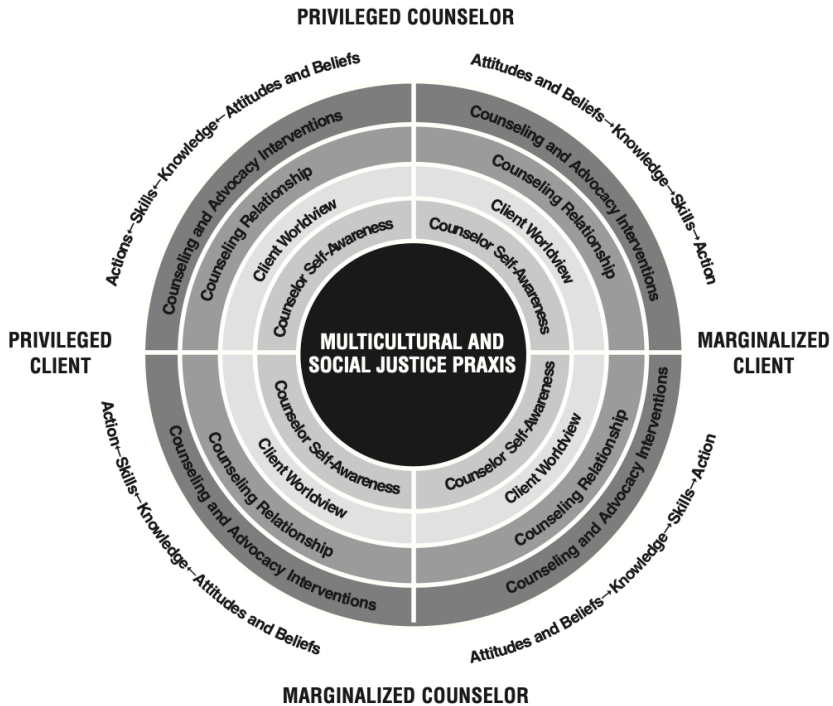 PRIVILEGED COUNSELOR
Actions←Skills←Knowledge←Attitudes and Beliefs
Attitudes and Beliefs→Knowledge→Skills→Action
Counseling and Advocacy Interventions
Counseling and Advocacy Interventions
Counseling Relationship
Counseling Relationship
Client Worldview
Client Worldview
Counselor Self-Awareness
Counselor Self-Awareness
PRIVILEGED
CLIENT
MULTICULTURAL AND
SOCIAL JUSTICE PRAXIS
MARGINALIZED
CLIENT
Counselor Self-Awareness
Counselor Self-Awareness
Client Worldview
Client Worldview
Counseling Relationship
Counseling Relationship
Counseling and Advocacy Interventions
Counseling and Advocacy Interventions
Action←Skills←Knowledge←Attitudes and Beliefs
Attitudes and Beliefs→Knowledge→Skills→Action
MARGINALIZED COUNSELOR